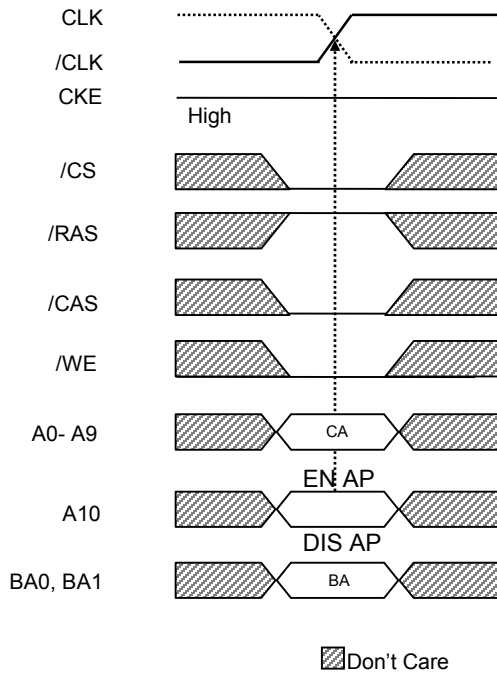 CLK
/CLK
CKE
High
/CS
/RAS
/CAS
/WE
A0- A9
CA
EN AP
A10
DIS AP
BA0, BA1
BA
Don't Care